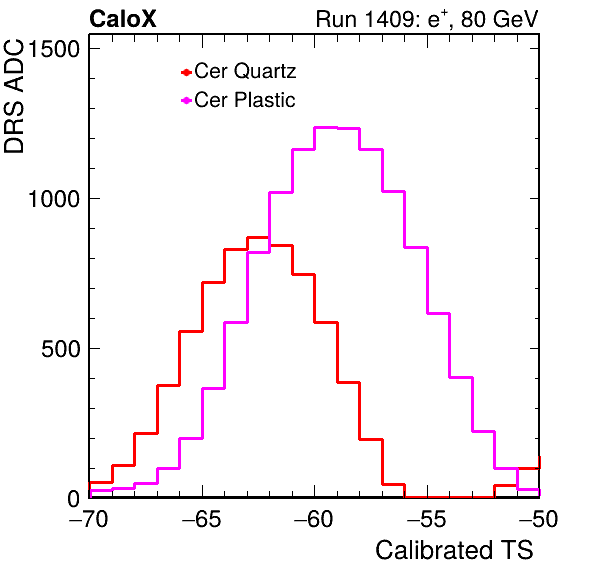 CaloX Run 1409: e⁺, 80 GeV
DRS ADC
Cer Quartz
Cer Plastic
1500
1000
500
0
−70 −65 −60 −55 −50
Calibrated TS